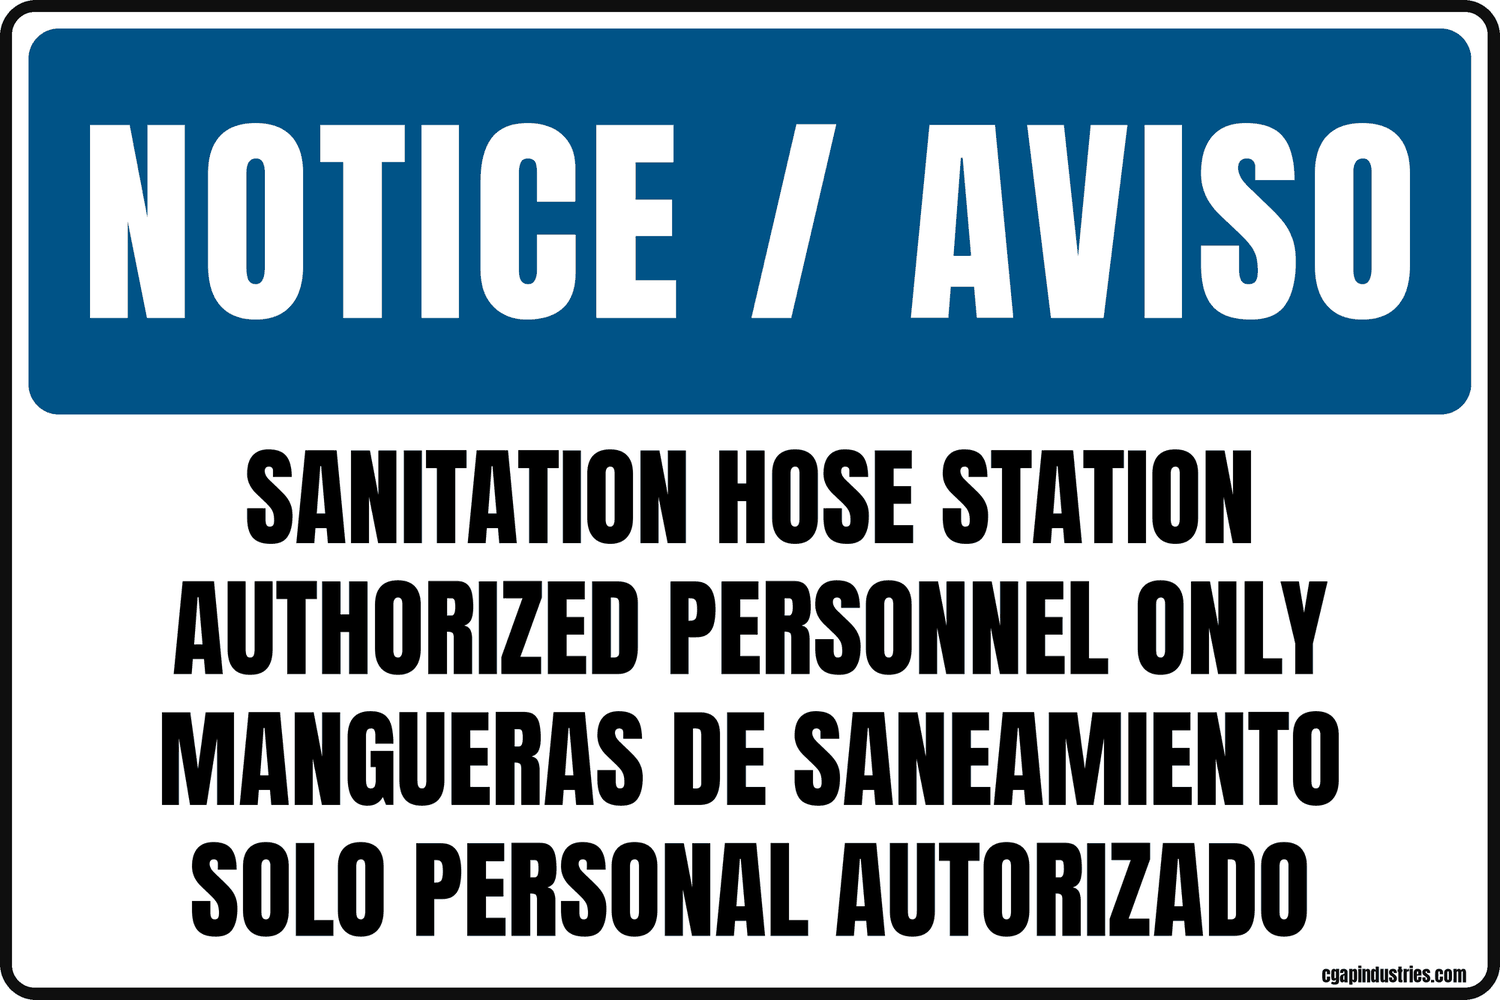 NOTICE / AVISO
SANITATION HOSE STATION
AUTHORIZED PERSONNEL ONLY
MANGUERAS DE SANEAMIENTO
SOLO PERSONAL AUTORIZADO
cgapindustries.com